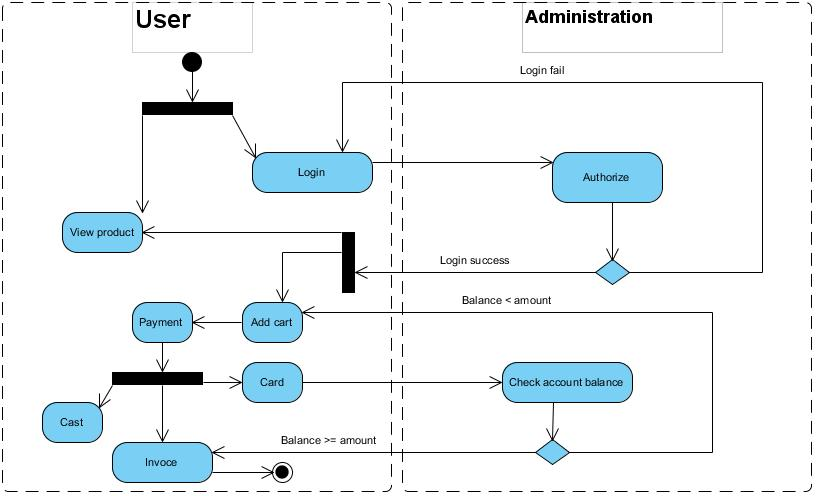 User
Administration
Login fail
Login
Authorize
View product
Login success
Balance < amount
Payment
Add cart
Card
Check account balance
Cast
Balance >= amount
Invoce